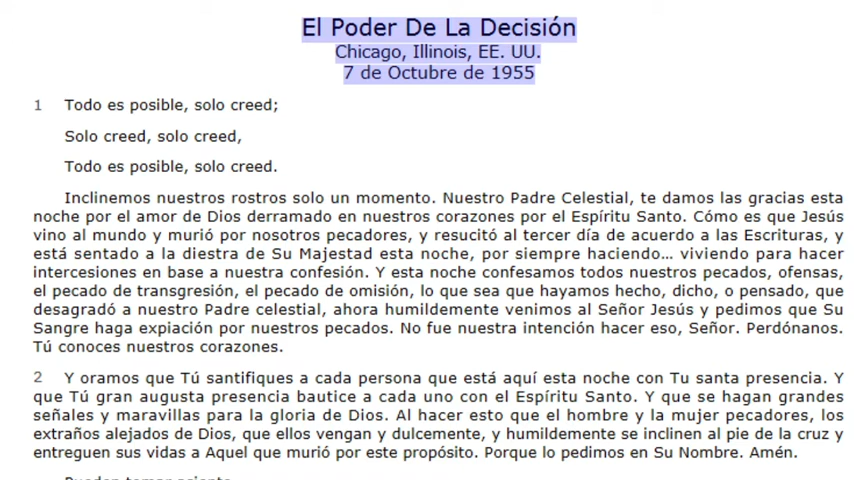 El Poder De La Decisión
Chicago, Illinois, EE. UU.
7 de Octubre de 1955
1 Todo es posible, solo creed;
Solo creed, solo creed,
Todo es posible, solo creed.
Inclinemos nuestros rostros solo un momento. Nuestro Padre Celestial, te damos las gracias esta
noche por el amor de Dios derramado en nuestros corazones por el Espíritu Santo. Cómo es que Jesús
vino al mundo y murió por nosotros pecadores, y resucitó al tercer día de acuerdo a las Escrituras, y
está sentado a la diestra de Su Majestad esta noche, por siempre haciendo... viviendo para hacer
intercesiones en base a nuestra confesión. Y esta noche confesamos todos nuestros pecados, ofensas,
el pecado de transgresión, el pecado de omisión, lo que sea que hayamos hecho, dicho, o pensado, que
desagradó a nuestro Padre celestial, ahora humildemente venimos al Señor Jesús y pedimos que Su
Sangre haga expiación por nuestros pecados. No fue nuestra intención hacer eso, Señor. Perdónanos.
Tú conoces nuestros corazones.
2 Y oramos que Tú santifiques a cada persona que está aquí esta noche con Tu santa presencia. Y
que Tú gran augusta presencia bautice a cada uno con el Espíritu Santo. Y que se hagan grandes
señales y maravillas para la gloria de Dios. Al hacer esto que el hombre y la mujer pecadores, los
extraños alejados de Dios, que ellos vengan y dulcemente, y humildemente se inclinen al pie de la cruz y
entreguen sus vidas a Aquel que murió por este propósito. Porque lo pedimos en Su Nombre. Amén.